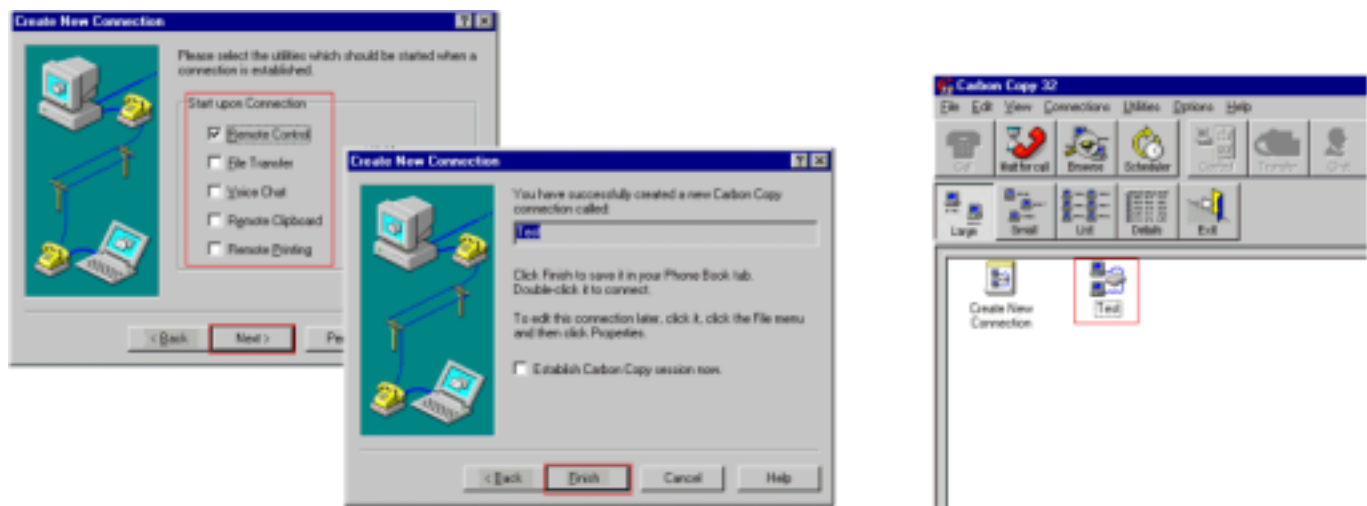 Create New Connection
Please select the utilities which should be started when a
connection is established.
Start upon Connection
Remote Control
File Transfer
Voice Chat
Remote Clipboard
Remote Printing
< Back
Next >
Create New Connection
You have successfully created a new Carbon Copy
connection called:
Test
Click Finish to save it in your Phone Book tab.
Double-click it to connect.
To edit this connection later, click it, click the File menu
and then click Properties.
Establish Carbon Copy session now.
< Back
Finish
Cancel
Help
Carbon Copy 32
File Edit View Connections Utilities Options Help
Call Wait for call Browse Scheduler Control Transfer Chat
Large Small List Details Exit
Create New
Connection
Test